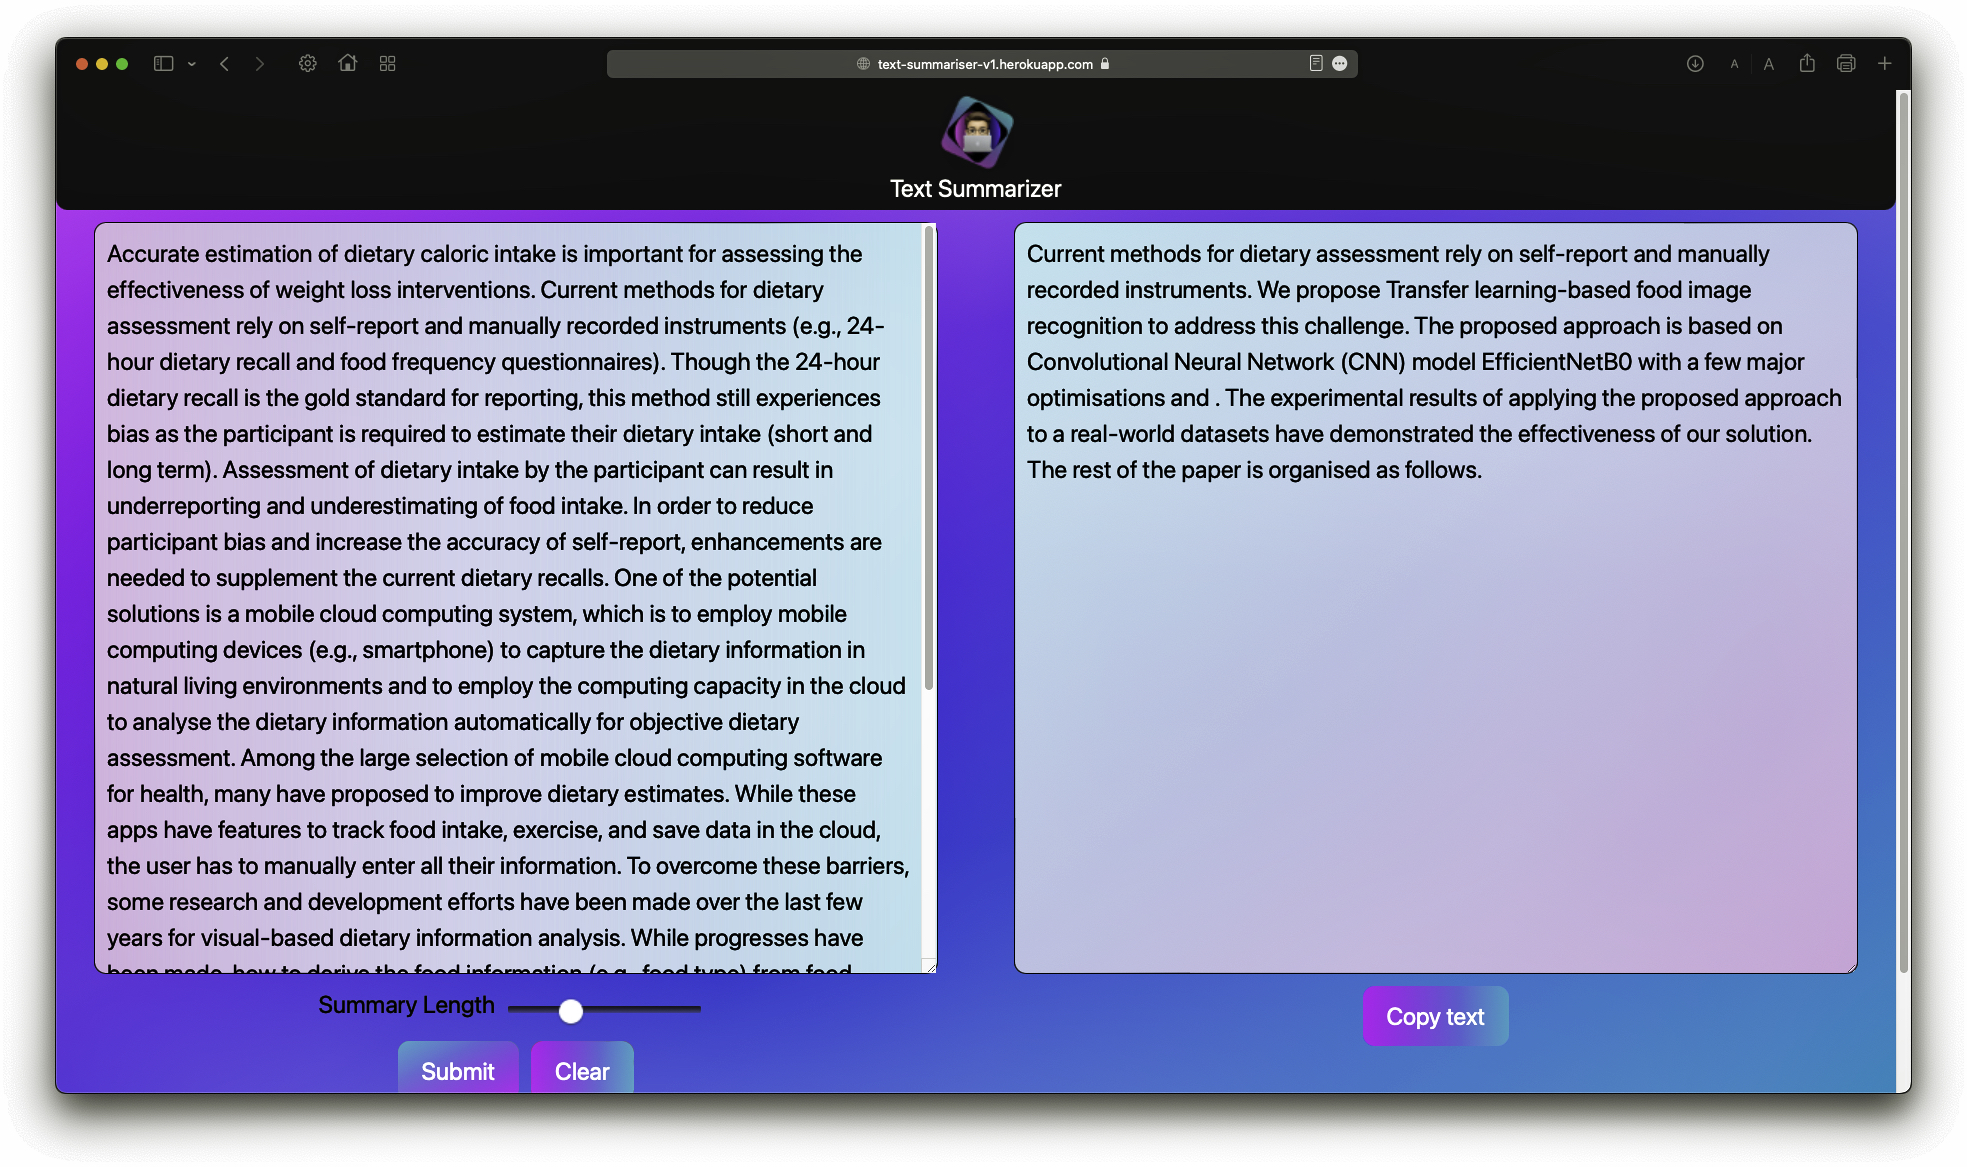 text-summariser-v1.herokuapp.com
A A
Text Summarizer
Accurate estimation of dietary caloric intake is important for assessing the
effectiveness of weight loss interventions. Current methods for dietary
assessment rely on self-report and manually recorded instruments (e.g., 24-
hour dietary recall and food frequency questionnaires). Though the 24-hour
dietary recall is the gold standard for reporting, this method still experiences
bias as the participant is required to estimate their dietary intake (short and
long term). Assessment of dietary intake by the participant can result in
underreporting and underestimating of food intake. In order to reduce
participant bias and increase the accuracy of self-report, enhancements are
needed to supplement the current dietary recalls. One of the potential
solutions is a mobile cloud computing system, which is to employ mobile
computing devices (e.g., smartphone) to capture the dietary information in
natural living environments and to employ the computing capacity in the cloud
to analyse the dietary information automatically for objective dietary
assessment. Among the large selection of mobile cloud computing software
for health, many have proposed to improve dietary estimates. While these
apps have features to track food intake, exercise, and save data in the cloud,
the user has to manually enter all their information. To overcome these barriers,
some research and development efforts have been made over the last few
years for visual-based dietary information analysis. While progresses have
been made, how to derive the food information (e.g., food type) from food
Summary Length
Submit Clear
Current methods for dietary assessment rely on self-report and manually
recorded instruments. We propose Transfer learning-based food image
recognition to address this challenge. The proposed approach is based on
Convolutional Neural Network (CNN) model EfficientNetB0 with a few major
optimisations and . The experimental results of applying the proposed approach
to a real-world datasets have demonstrated the effectiveness of our solution.
The rest of the paper is organised as follows.
Copy text